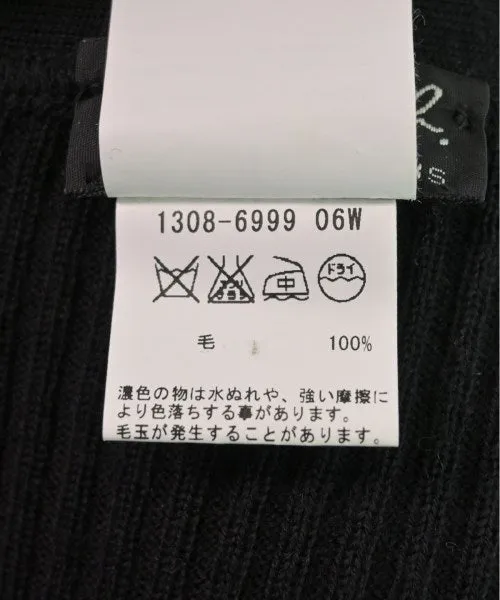 1308-6999 06W
中 ドライ
毛 100%
濃色の物は水ぬれや、強い摩擦に
より色落ちする事があります。
毛玉が発生することがあります。